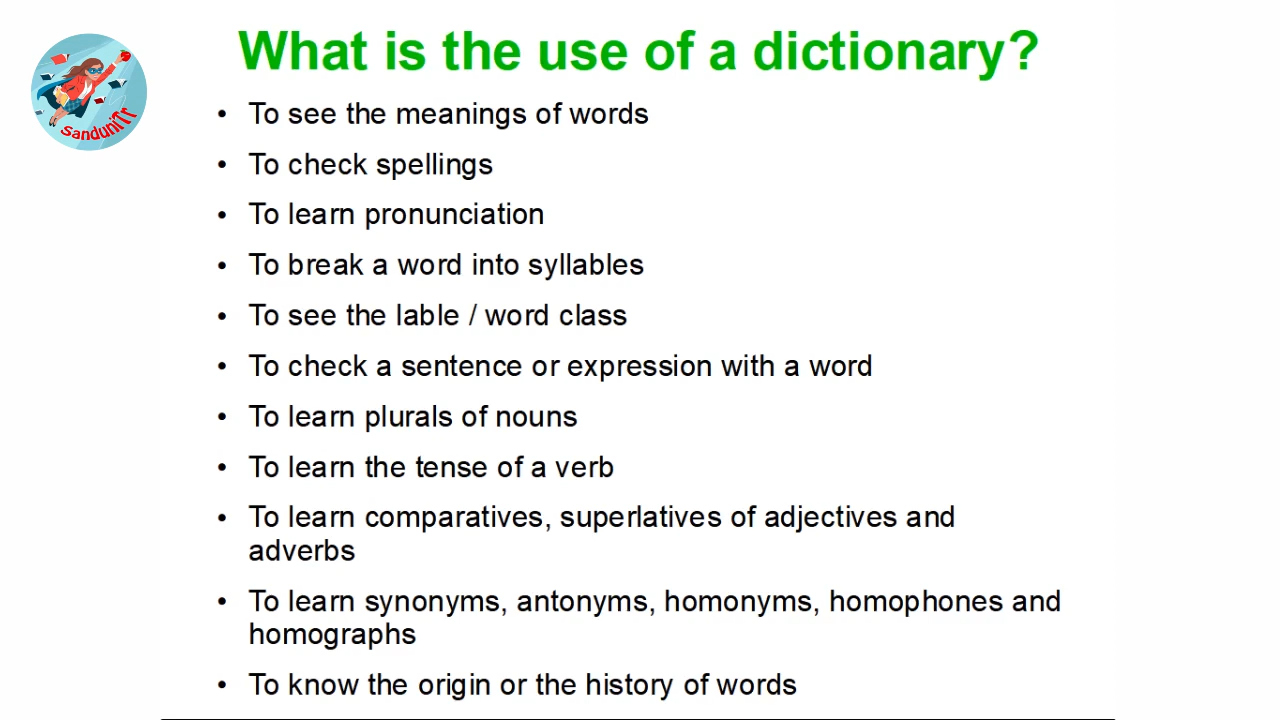 What is the use of a dictionary?
SanduniTr
• To see the meanings of words
• To check spellings
• To learn pronunciation
• To break a word into syllables
• To see the lable / word class
• To check a sentence or expression with a word
• To learn plurals of nouns
• To learn the tense of a verb
• To learn comparatives, superlatives of adjectives and
adverbs
• To learn synonyms, antonyms, homonyms, homophones and
homographs
• To know the origin or the history of words